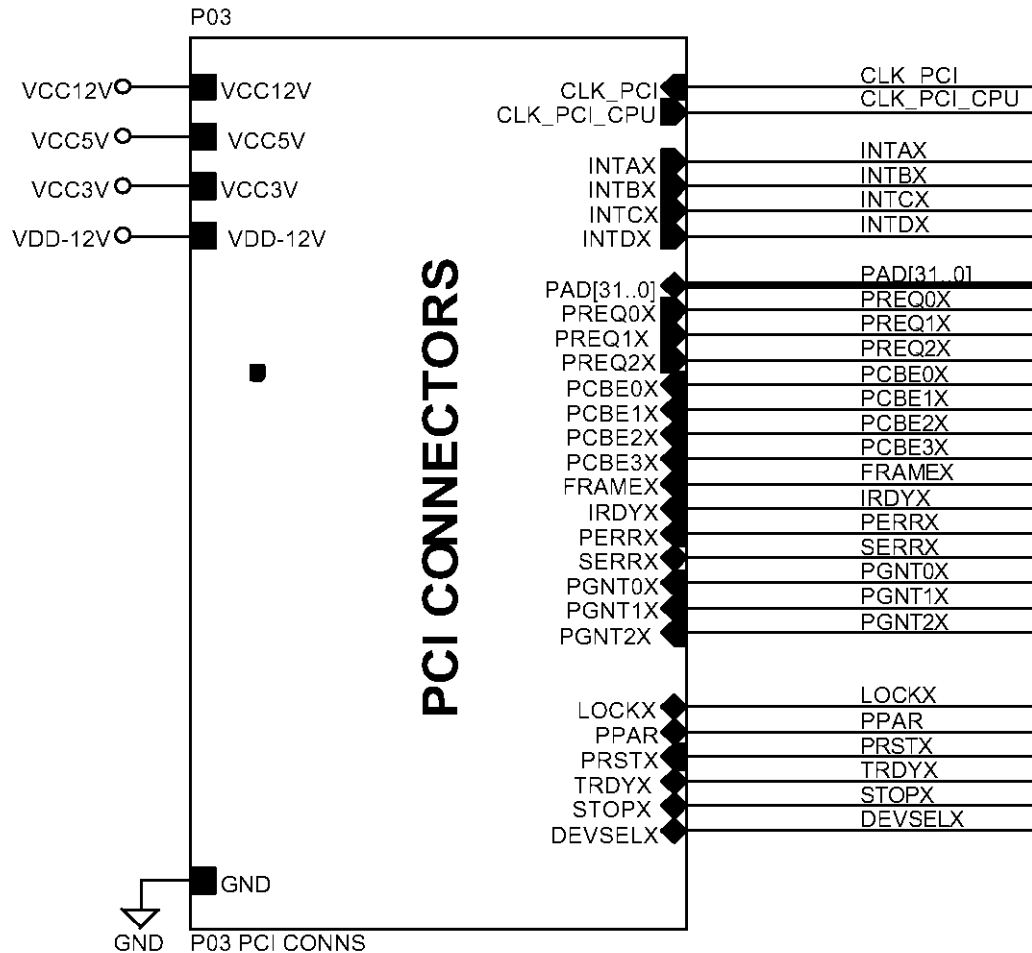 P03
VCC12V VCC12V
VCC5V VCC5V
VCC3V VCC3V
VDD-12V VDD-12V
PCI CONNECTORS
CLK_PCI CLK_PCI
CLK_PCI_CPU CLK_PCI_CPU
INTAX INTAX
INTBX INTBX
INTCX INTCX
INTDX INTDX
PAD[31..0] PAD[31..0]
PREQ0X PREQ0X
PREQ1X PREQ1X
PREQ2X PREQ2X
PCBE0X PCBE0X
PCBE1X PCBE1X
PCBE2X PCBE2X
PCBE3X PCBE3X
FRAMEX FRAMEX
IRDYX IRDYX
PERRX PERRX
SERRX SERRX
PGNT0X PGNT0X
PGNT1X PGNT1X
PGNT2X PGNT2X
LOCKX LOCKX
PPAR PPAR
PRSTX PRSTX
TRDYX TRDYX
STOPX STOPX
DEVSELX DEVSELX
GND
GND
P03 PCI CONNS